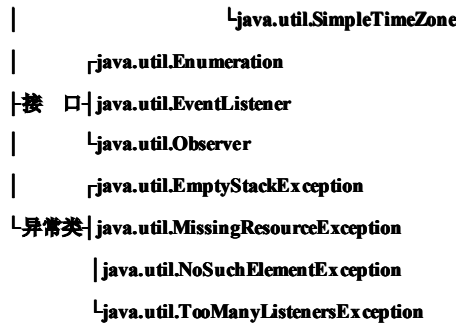 │ └java.util.SimpleTimeZone
│ ┌java.util.Enumeration
├接 口┤java.util.EventListener
│ └java.util.Observer
│ ┌java.util.EmptyStackException
└异常类┤java.util.MissingResourceException
│java.util.NoSuchElementException
└java.util.TooManyListenersException